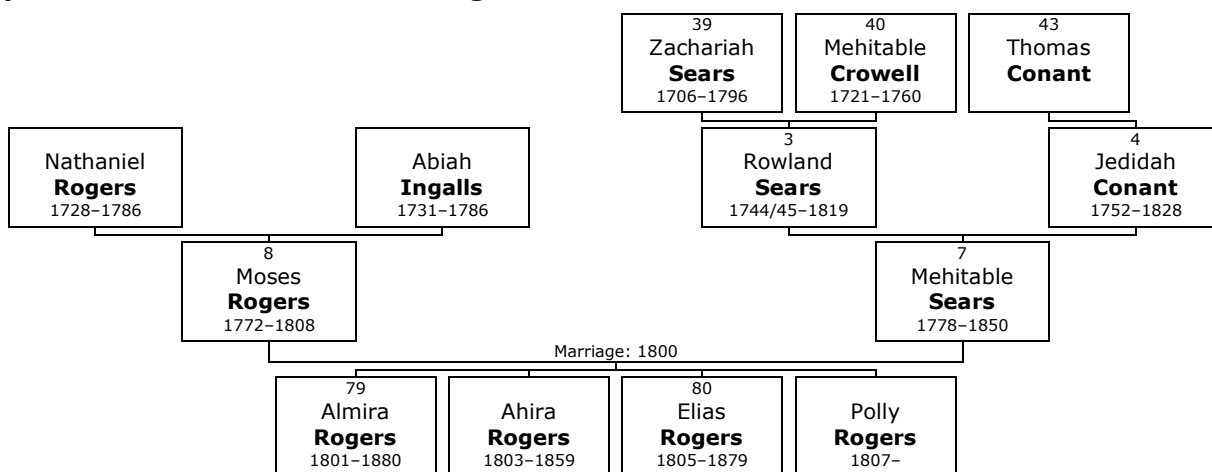 39
Zachariah
Sears
1706–1796
40
Mehitable
Crowell
1721–1760
43
Thomas
Conant
Nathaniel
Rogers
1728–1786
Abiah
Ingalls
1731–1786
3
Rowland
Sears
1744/45–1819
4
Jedidah
Conant
1752–1828
8
Moses
Rogers
1772–1808
7
Mehitable
Sears
1778–1850
Marriage: 1800
79
Almira
Rogers
1801–1880
Ahira
Rogers
1803–1859
80
Elias
Rogers
1805–1879
Polly
Rogers
1807–